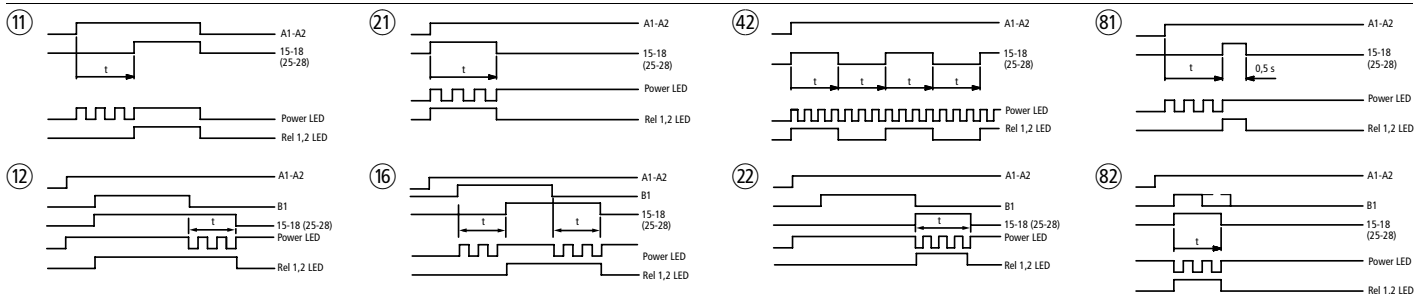 11
A1-A2
15-18
(25-28)
t
Power LED
Rel 1,2 LED
21
A1-A2
15-18
(25-28)
t
Power LED
Rel 1,2 LED
42
A1-A2
15-18
(25-28)
t t t t
Power LED
Rel 1,2 LED
81
A1-A2
15-18
(25-28)
t 0,5 s
Power LED
Rel 1,2 LED
12
A1-A2
B1
t
15-18 (25-28)
Power LED
Rel 1,2 LED
16
A1-A2
B1
15-18
(25-28)
t t
Power LED
Rel 1,2 LED
22
A1-A2
B1
t
15-18 (25-28)
Power LED
Rel 1,2 LED
82
A1-A2
B1
15-18
(25-28)
t
Power LED
Rel 1,2 LED